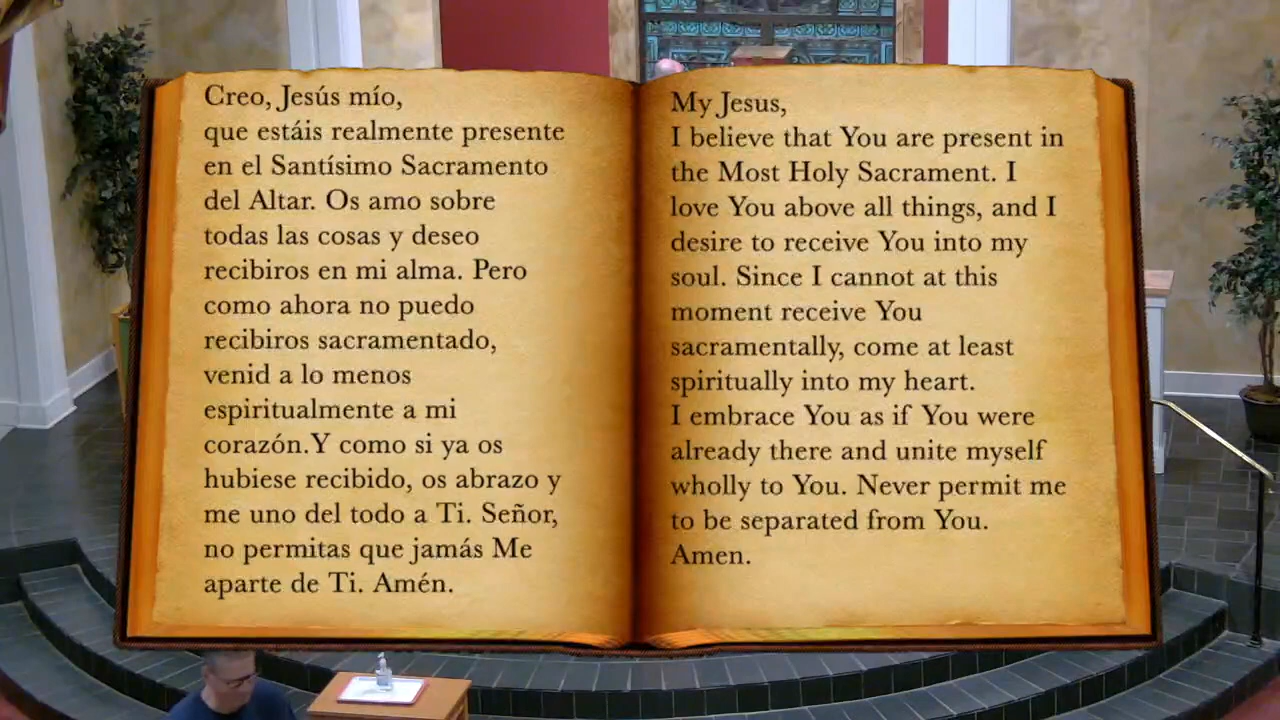 Creo, Jesús mío,
que estáis realmente presente
en el Santísimo Sacramento
del Altar. Os amo sobre
todas las cosas y deseo
recibiros en mi alma. Pero
como ahora no puedo
recibiros sacramentado,
venid a lo menos
espiritualmente a mi
corazón.Y como si ya os
hubiese recibido, os abrazo y
me uno del todo a Ti. Señor,
no permitas que jamás Me
aparte de Ti. Amén.
My Jesus,
I believe that You are present in
the Most Holy Sacrament. I
love You above all things, and I
desire to receive You into my
soul. Since I cannot at this
moment receive You
sacramentally, come at least
spiritually into my heart.
I embrace You as if You were
already there and unite myself
wholly to You. Never permit me
to be separated from You.
Amen.